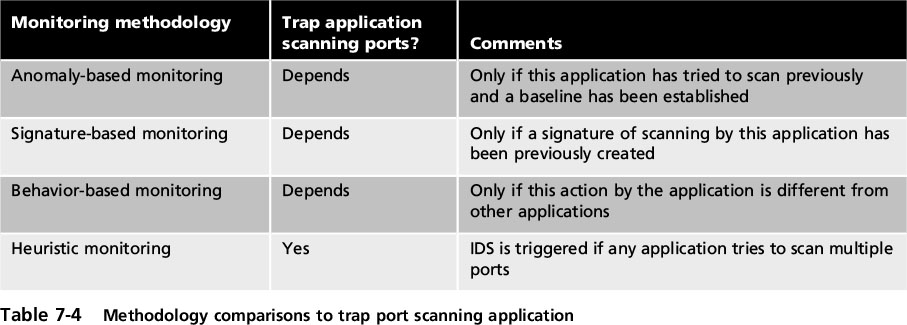 Monitoring methodology
Trap application
scanning ports?
Comments
Anomaly-based monitoring
Depends
Only if this application has tried to scan previously
and a baseline has been established
Signature-based monitoring
Depends
Only if a signature of scanning by this application has
been previously created
Behavior-based monitoring
Depends
Only if this action by the application is different from
other applications
Heuristic monitoring
Yes
IDS is triggered if any application tries to scan multiple
ports
Table 7-4 Methodology comparisons to trap port scanning application